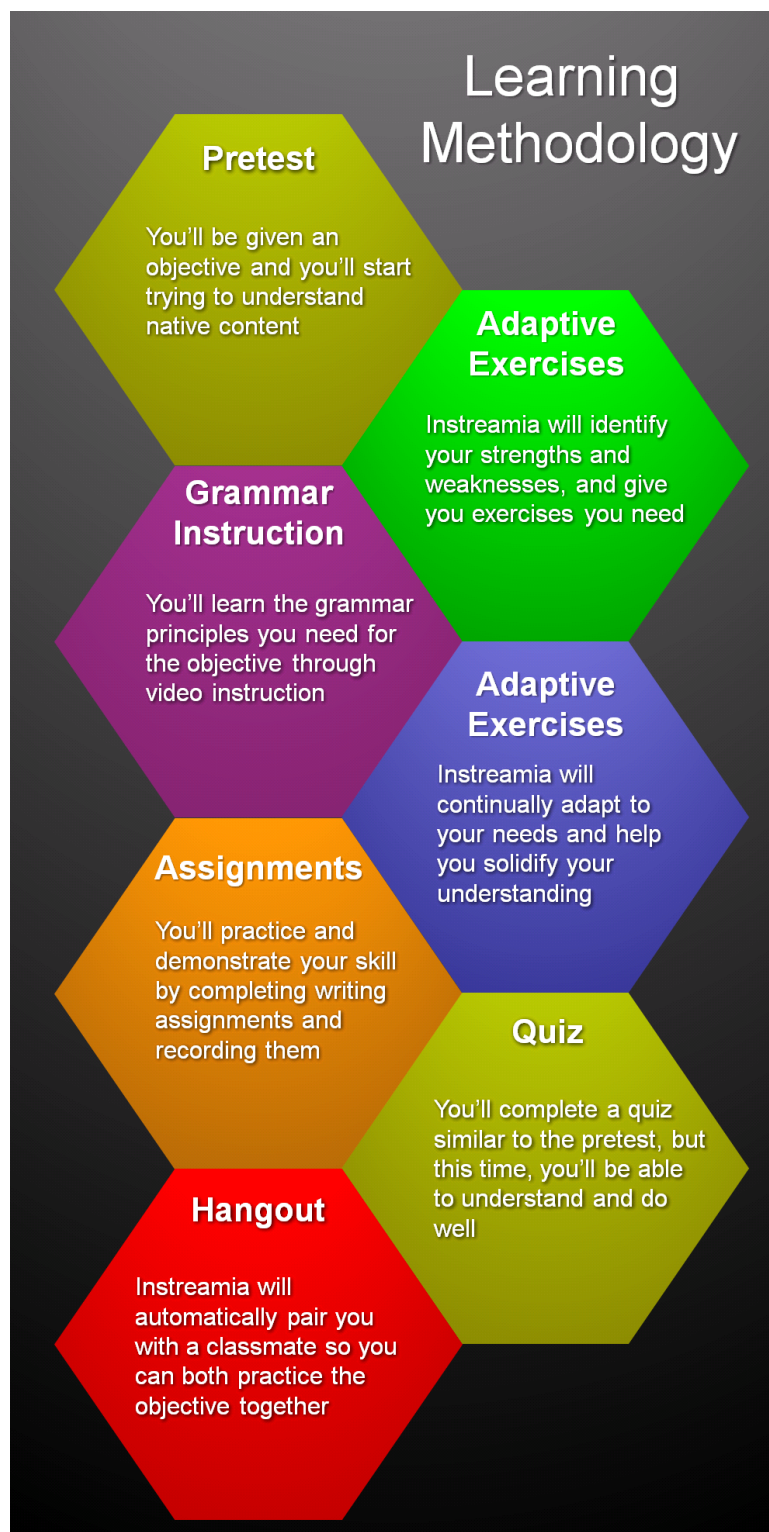 Learning
Methodology
Pretest
You'll be given an
objective and you'll start
trying to understand
native content
Adaptive
Exercises
Instreamia will identify
your strengths and
weaknesses, and give
you exercises you need
Grammar
Instruction
You'll learn the grammar
principles you need for
the objective through
video instruction
Adaptive
Exercises
Instreamia will
continually adapt to
your needs and help
you solidify your
understanding
Assignments
You'll practice and
demonstrate your skill
by completing writing
assignments and
recording them
Quiz
You'll complete a quiz
similar to the pretest, but
this time, you'll be able
to understand and do
well
Hangout
Instreamia will
automatically pair you
with a classmate so you
can both practice the
objective together